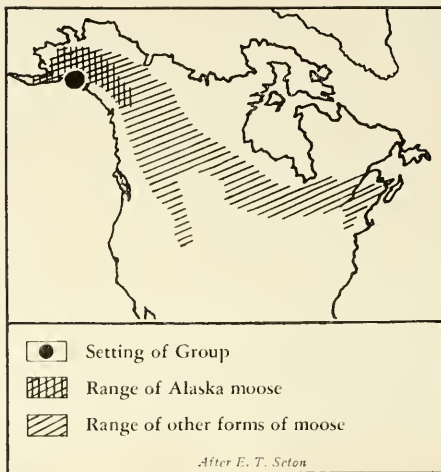 Setting of Group
Range of Alaska moose
Range of other forms of moose
After E. T. Seton